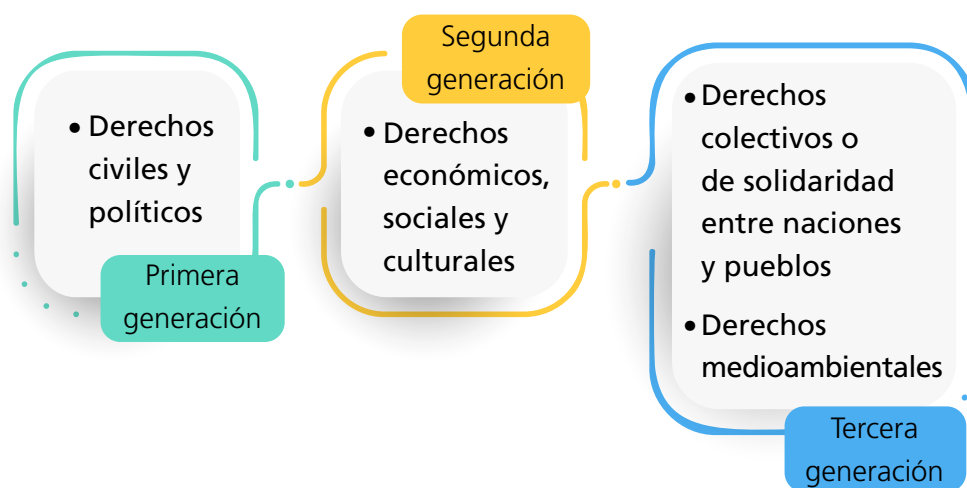 • Derechos
civiles y
políticos
Primera
generación
Segunda
generación
• Derechos
económicos,
sociales y
culturales
• Derechos
colectivos o
de solidaridad
entre naciones
y pueblos
• Derechos
medioambientales
Tercera
generación